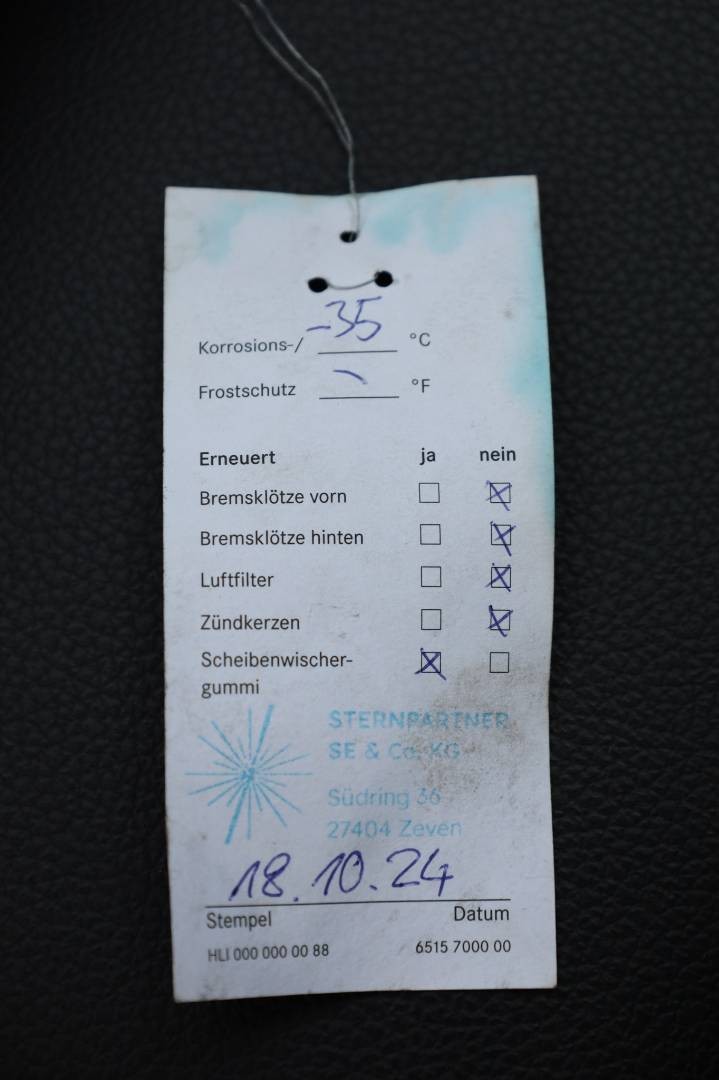 -35
Korrosions-/ °C
Frostschutz – °F
Erneuert ja nein
Bremsklötze vorn ☐ ☒
Bremsklötze hinten ☐ ☒
Luftfilter ☐ ☒
Zündkerzen ☐ ☒
Scheibenwischer- ☒ ☐
gummi
STERNPARTNER
SE & Co. KG
Südring 36
27404 Zeven
18.10.24
Stempel Datum
HLI 000 000 00 88 6515 7000 00